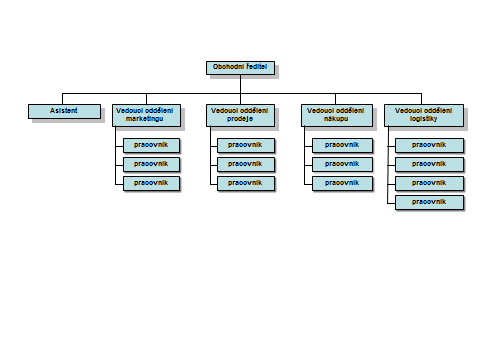 Obchodní ředitel
Asistent
Vedoucí oddělení
marketingu
Vedoucí oddělení
prodeje
Vedoucí oddělení
nákupu
Vedoucí oddělení
logistiky
pracovník
pracovník
pracovník
pracovník
pracovník
pracovník
pracovník
pracovník
pracovník
pracovník
pracovník
pracovník
pracovník